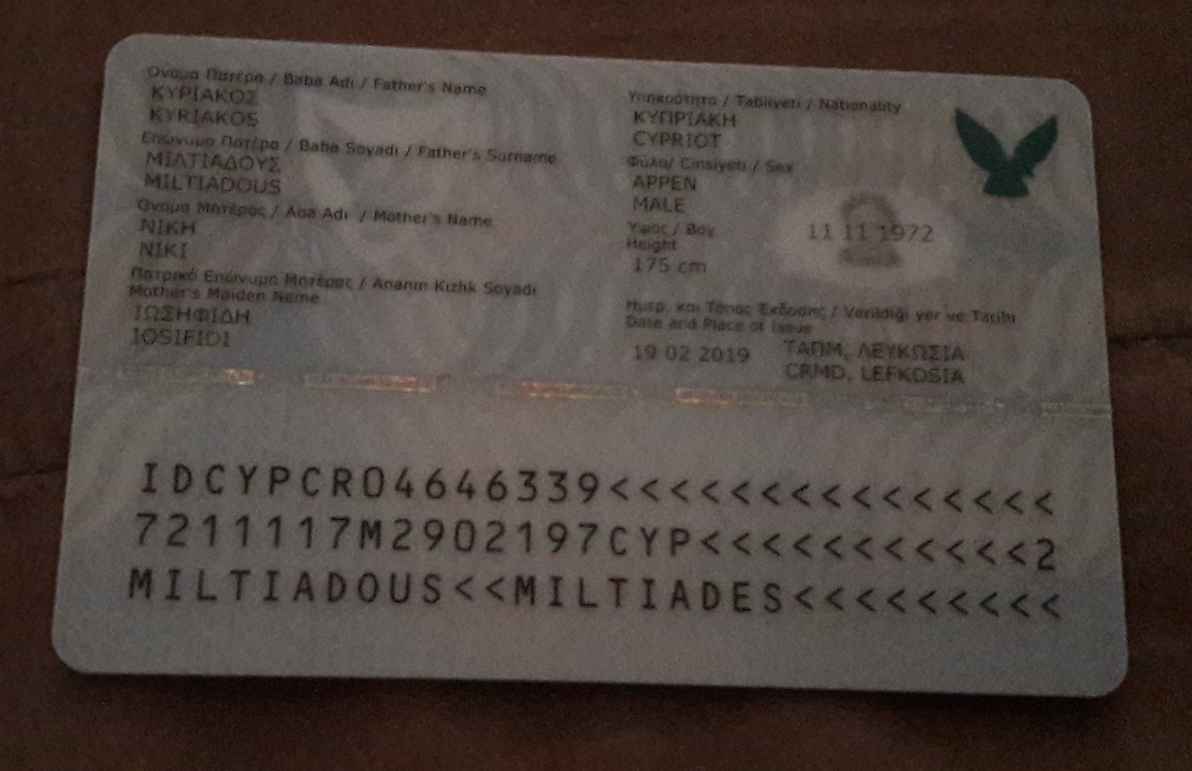 Όνομα Πατέρα / Baba Adı / Father's Name
ΚΥΡΙΑΚΟΣ
KYRIAKOS
Επώνυμο Πατέρα / Baba Soyadı / Father's Surname
ΜΙΛΤΙΑΔΟΥΣ
MILTIADOUS
Όνομα Μητέρας / Ana Adı / Mother's Name
ΝΙΚΗ
NIKI
Πατρικό Επώνυμο Μητέρας / Ananın Kızlık Soyadı
Mother's Maiden Name
ΙΩΣΗΦΙΔΗ
IOSIFIDI
Υπηκοότητα / Tabiiyeti / Nationality
ΚΥΠΡΙΑΚΗ
CYPRIOT
Φύλο/ Cinsiyeti / Sex
ΑΡΡΕΝ
MALE
Ύψος / Boy
Height
175 cm
11 11 1972
Ημερ. και Τόπος Έκδοσης / Verildiği yer ve Tarihi
Date and Place of Issue
19 02 2019
ΤΑΠΜ, ΛΕΥΚΩΣΙΑ
CRMD, LEFKOSIA
IDCYPCR04646339<<<<<<<<<<<<<<<
7211117M2902197CYP<<<<<<<<<<<2
MILTIADOUS<<MILTIADES<<<<<<<<<